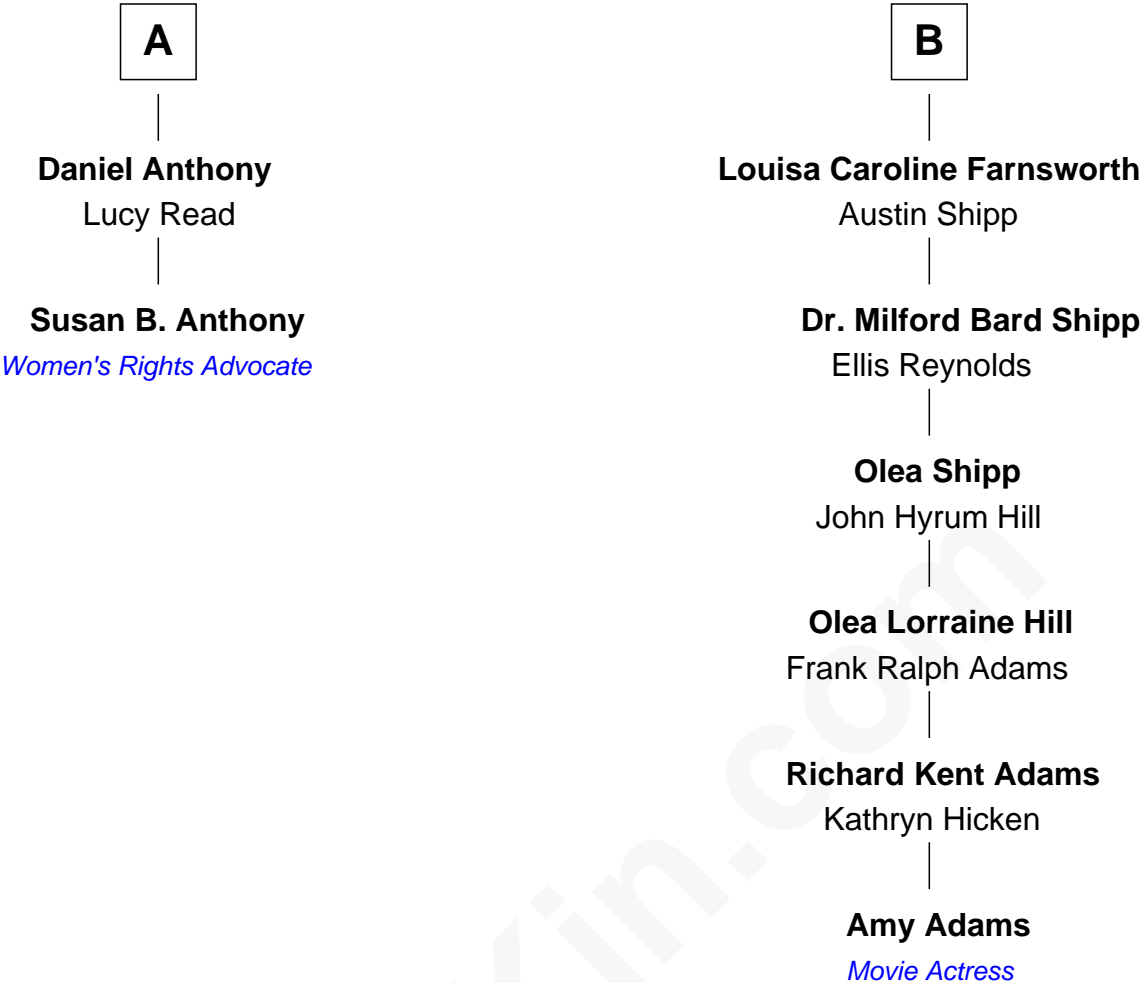 A
Daniel Anthony
Lucy Read
Susan B. Anthony
Women's Rights Advocate
B
Louisa Caroline Farnsworth
Austin Shipp
Dr. Milford Bard Shipp
Ellis Reynolds
Olea Shipp
John Hyrum Hill
Olea Lorraine Hill
Frank Ralph Adams
Richard Kent Adams
Kathryn Hicken
Amy Adams
Movie Actress
Kin.com